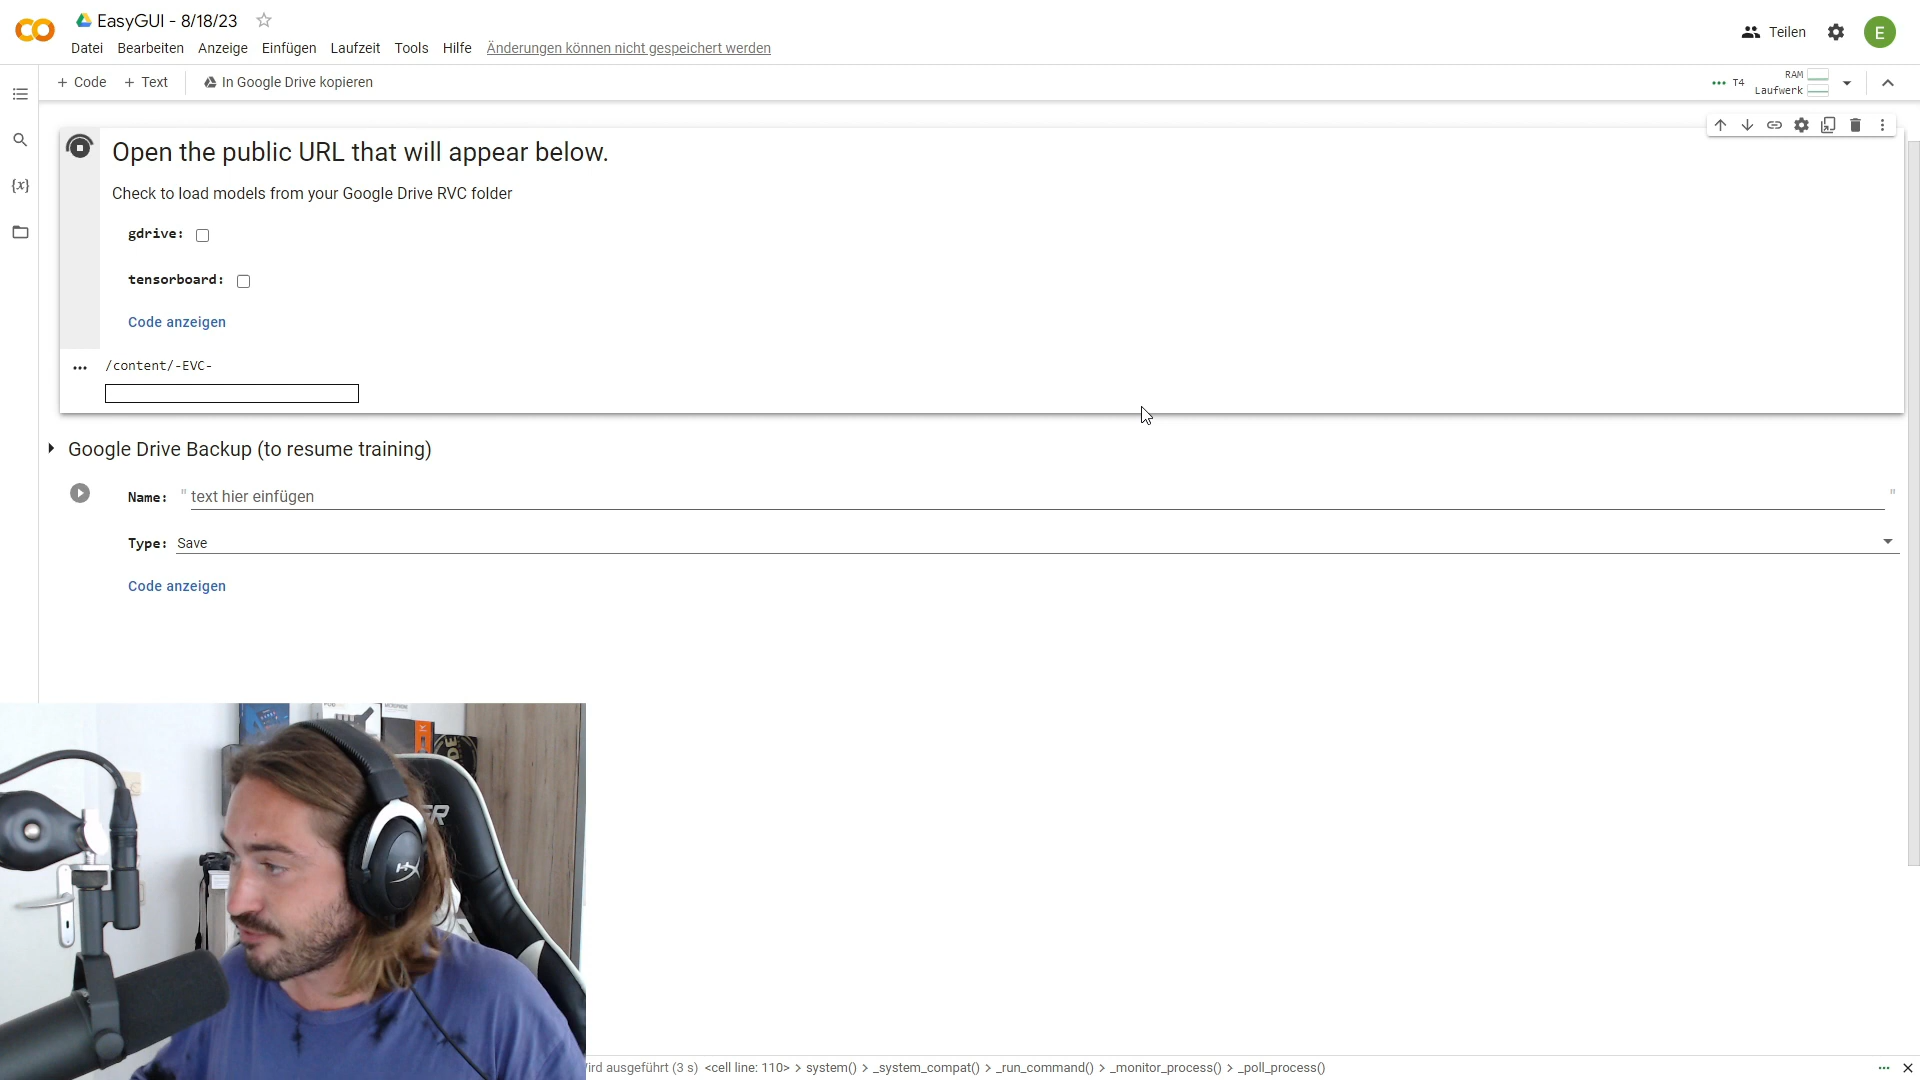 EasyGUI - 8/18/23
Datei Bearbeiten Anzeige Einfügen Laufzeit Tools Hilfe Änderungen können nicht gespeichert werden
Teilen
E
+ Code + Text In Google Drive kopieren
T4
RAM
Laufwerk
{x}
Open the public URL that will appear below.
Check to load models from your Google Drive RVC folder
gdrive:
tensorboard:
Code anzeigen
/content/-EVC-
Google Drive Backup (to resume training)
Name: " text hier einfügen "
Type: Save
Code anzeigen
ausgeführt (3 s) <cell line: 110> > system() > _system_compat() > _run_command() > _monitor_process() > _poll_process()